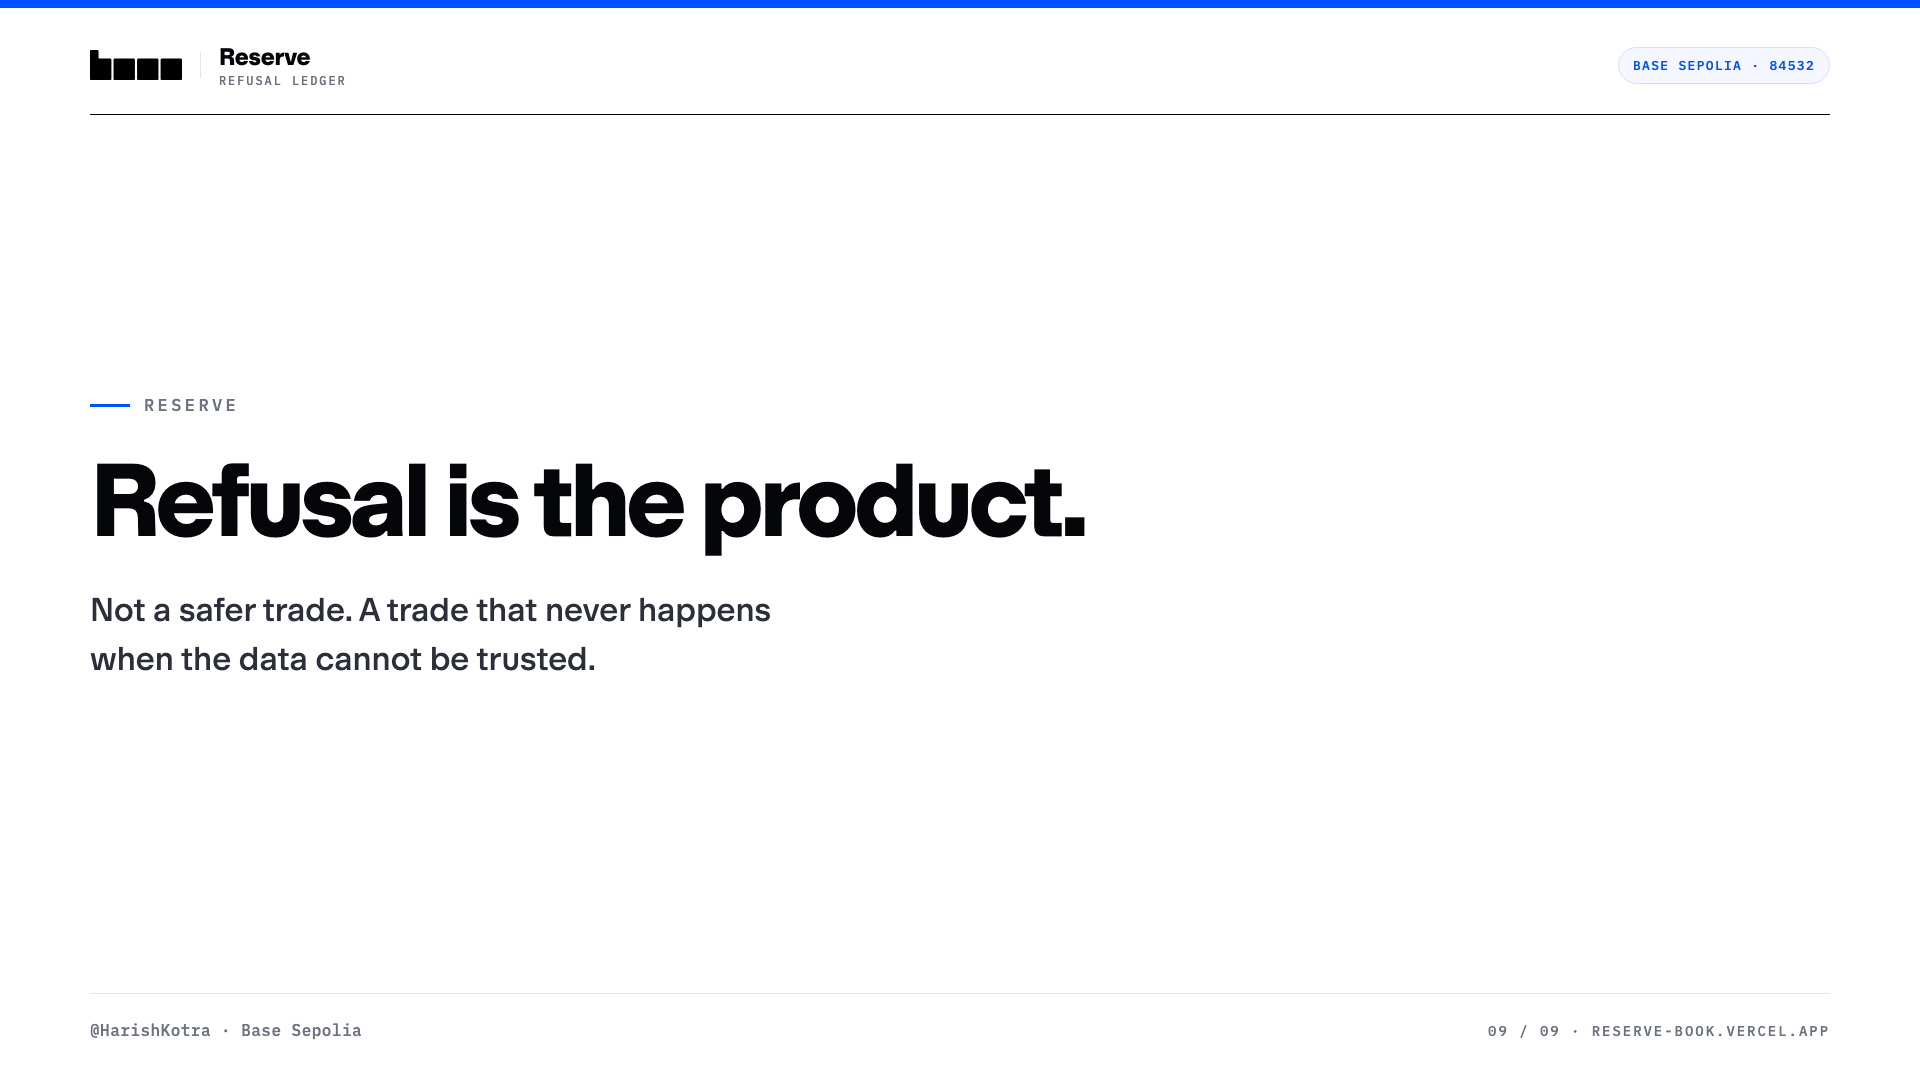 Reserve
REFUSAL LEDGER
BASE SEPOLIA · 84532
RESERVE
Refusal is the product.
Not a safer trade. A trade that never happens
when the data cannot be trusted.
@HarishKotra · Base Sepolia
09 / 09 · RESERVE-BOOK.VERCEL.APP